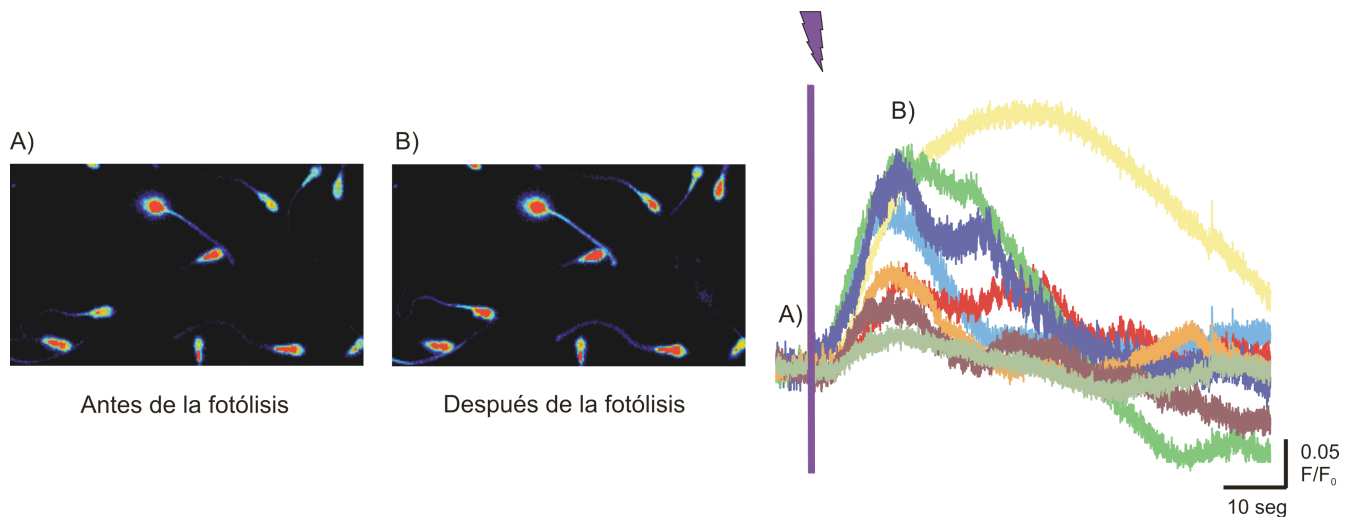 A)
Antes de la fotólisis
B)
Después de la fotólisis
A)
B)
0.05
F/F₀
10 seg